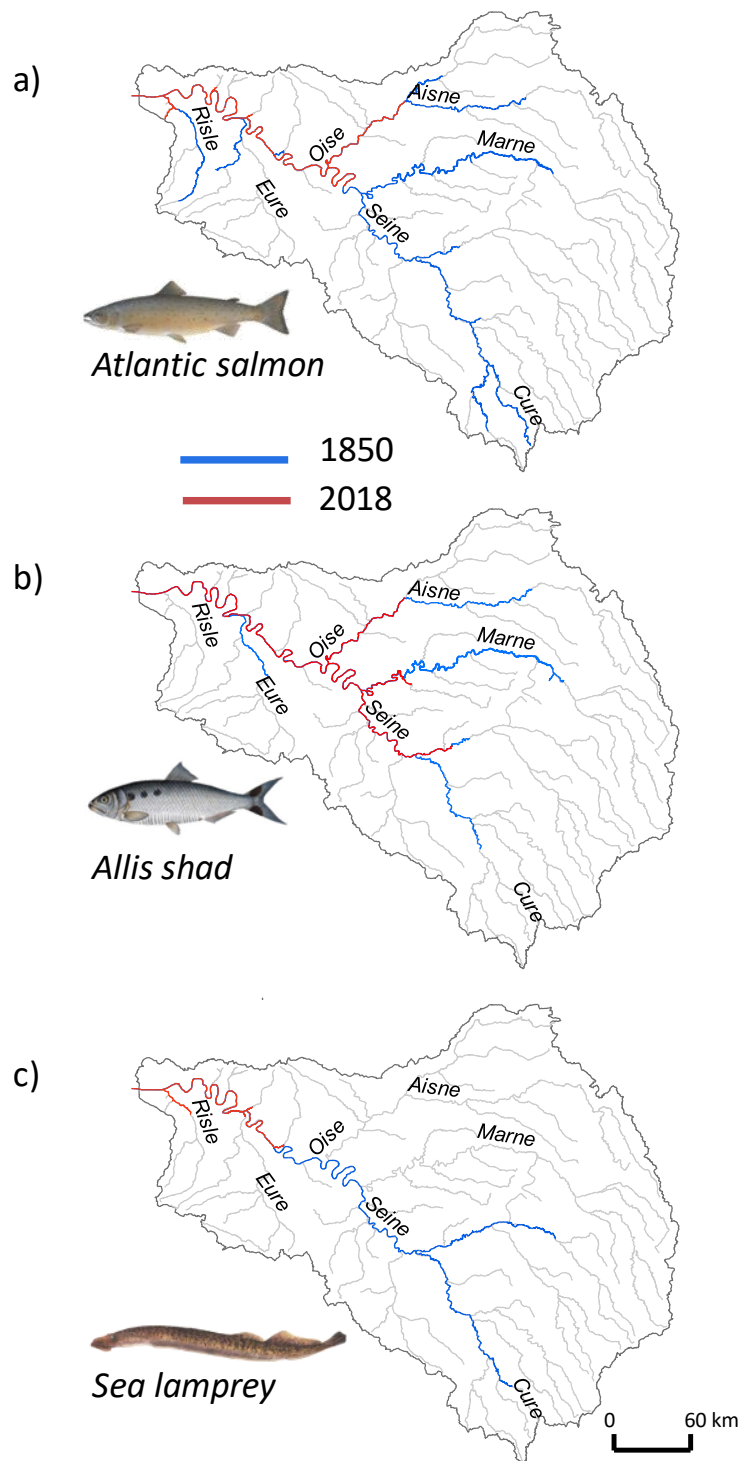 a)
Aisne
Risle
Oise
Marne
Eure
Seine
Atlantic salmon
Cure
1850
2018
b)
Aisne
Risle
Oise
Marne
Eure
Seine
Allis shad
Cure
c)
Aisne
Risle
Oise
Marne
Eure
Seine
Sea lamprey
Cure
0 60 km